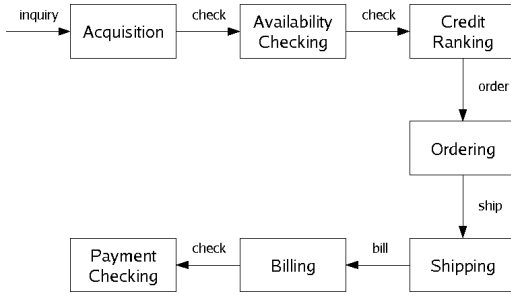 inquiry
Acquisition
check
Availability
Checking
check
Credit
Ranking
order
Ordering
ship
Shipping
bill
Billing
check
Payment
Checking